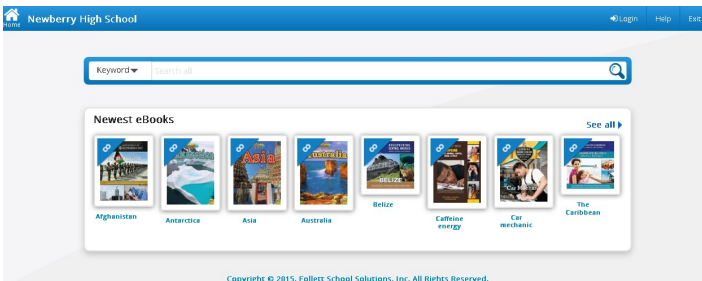 Home
Newberry High School
Login
Help
Exit
Keyword
Search all
Newest eBooks
See all
Asia
Australia
BELIZE
Car Mechanic
Afghanistan
Antarctica
Asia
Australia
Belize
Caffeine
energy
Car
mechanic
The
Caribbean
Copyright © 2015. Follett School Solutions, Inc. All Rights Reserved.